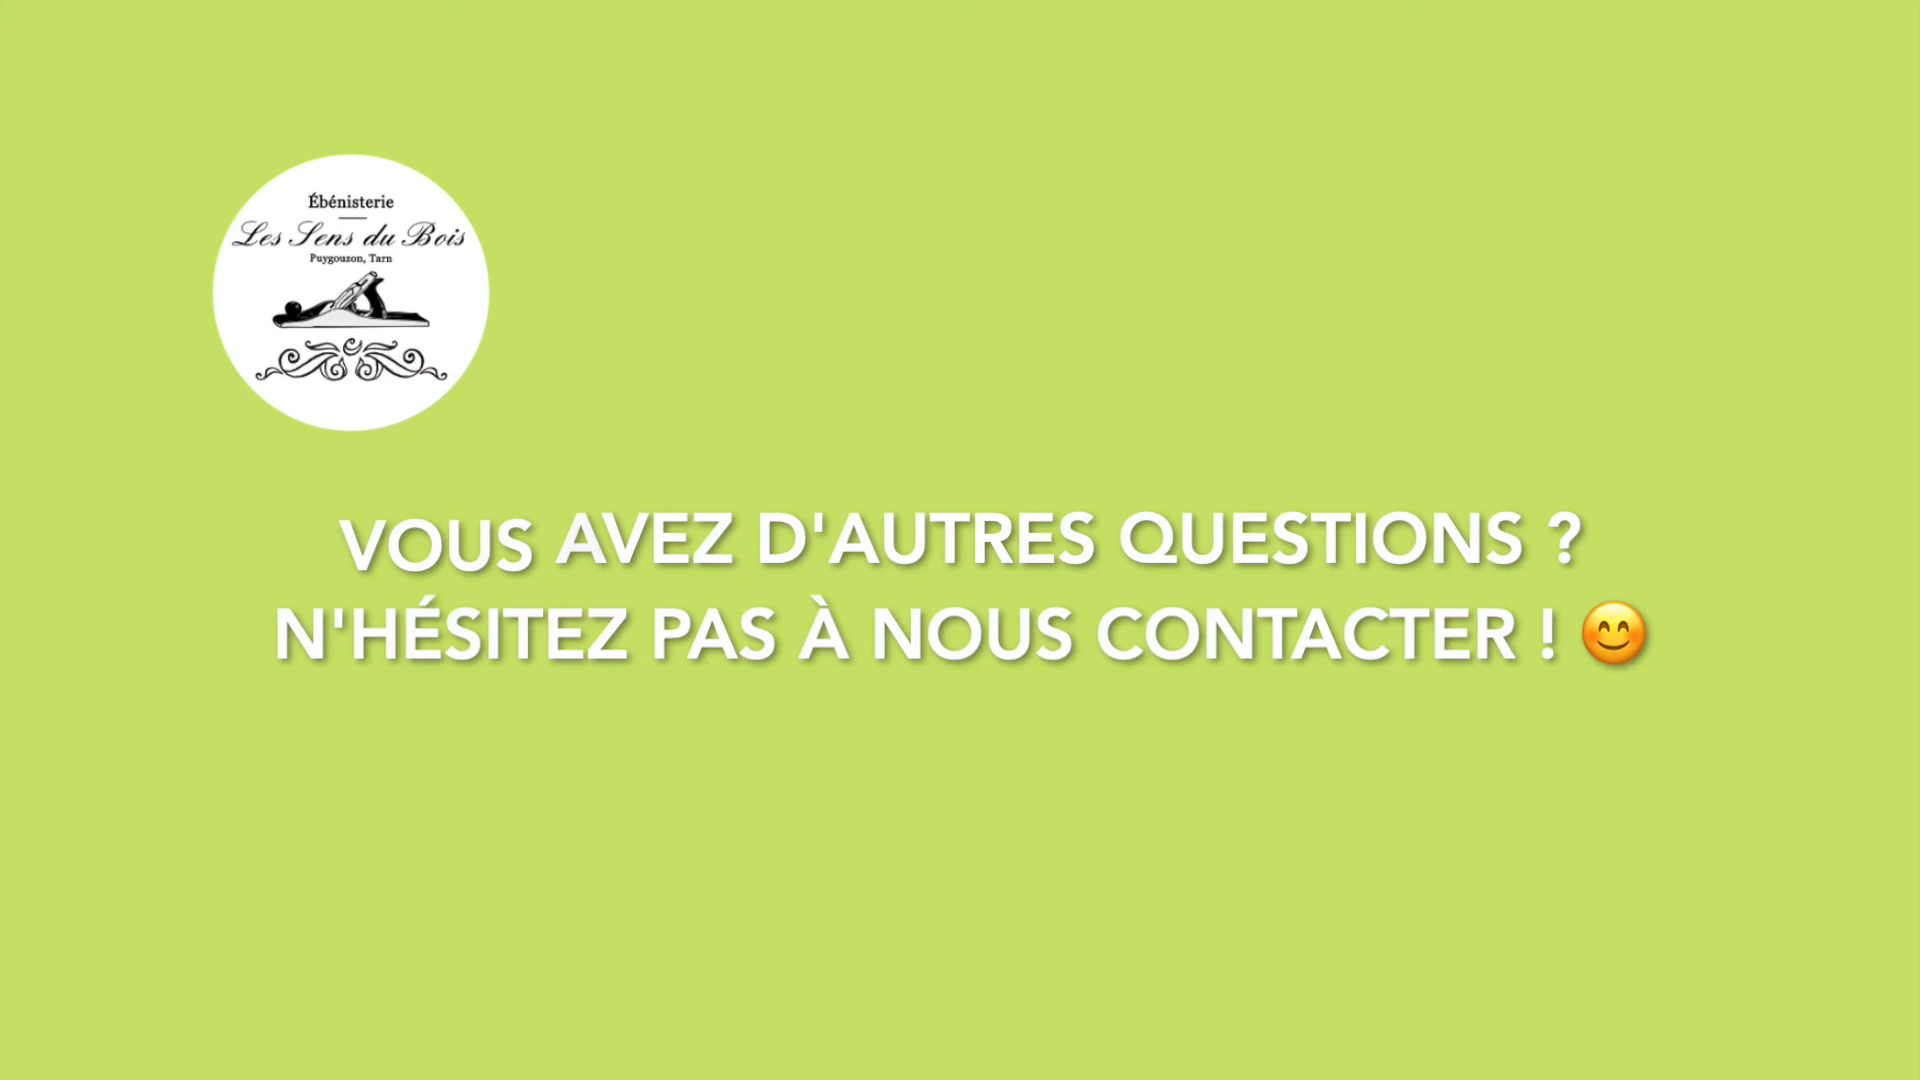 Ébénisterie
Les Sens du Bois
Puygouzon, Tarn
VOUS AVEZ D'AUTRES QUESTIONS ?
N'HÉSITEZ PAS À NOUS CONTACTER ! 😊